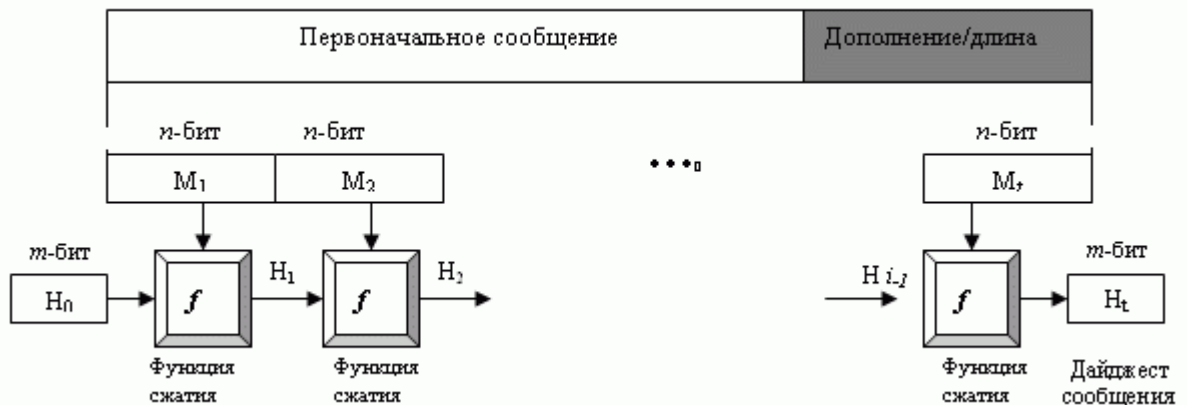 Первоначальное сообщение Дополнение/длина
n-бит n-бит n-бит
M₁ M₂ Mₜ
m-бит H₁ H₂ H i-1 m-бит
H₀ f f f Hₜ
Функция сжатия Функция сжатия Функция сжатия Дайджест сообщения